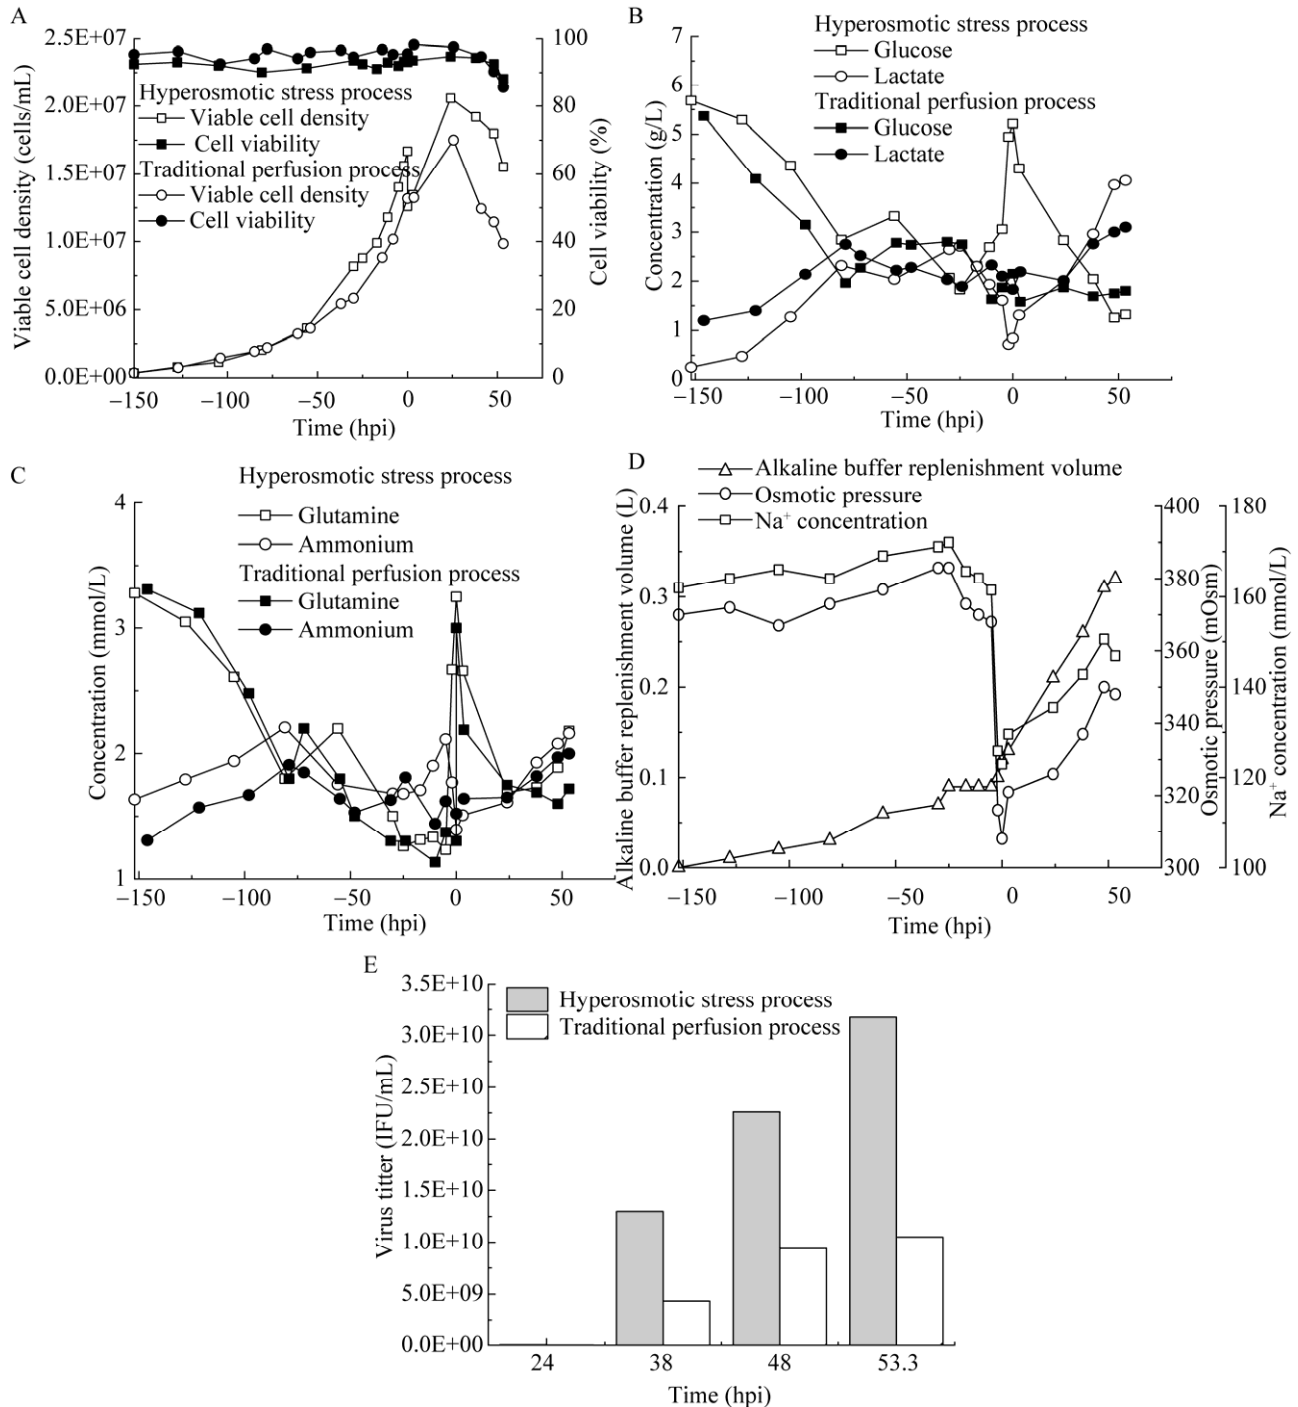 A
2.5E+07
2.0E+07
1.5E+07
1.0E+07
5.0E+06
0.0E+00
Viable cell density (cells/mL)
Hyperosmotic stress process
Viable cell density
Cell viability
Traditional perfusion process
Viable cell density
Cell viability
100
80
60
40
20
0
Cell viability (%)
−150 −100 −50 0 50
Time (hpi)
B
7
6
5
4
3
2
1
0
Concentration (g/L)
Hyperosmotic stress process
Glucose
Lactate
Traditional perfusion process
Glucose
Lactate
−150 −100 −50 0 50
Time (hpi)
C
4
3
2
1
Concentration (mmol/L)
Hyperosmotic stress process
Glutamine
Ammonium
Traditional perfusion process
Glutamine
Ammonium
−150 −100 −50 0 50
Time (hpi)
D
Alkaline buffer replenishment volume
Osmotic pressure
Na⁺ concentration
0.4
0.3
0.2
0.1
0.0
Alkaline buffer replenishment volume (L)
400
380
360
340
320
300
Osmotic pressure (mOsm)
180
160
140
120
100
Na⁺ concentration (mmol/L)
−150 −100 −50 0 50
Time (hpi)
E
3.5E+10
3.0E+10
2.5E+10
2.0E+10
1.5E+10
1.0E+10
5.0E+09
0.0E+00
Virus titter (IFU/mL)
Hyperosmotic stress process
Traditional perfusion process
24 38 48 53.3
Time (hpi)